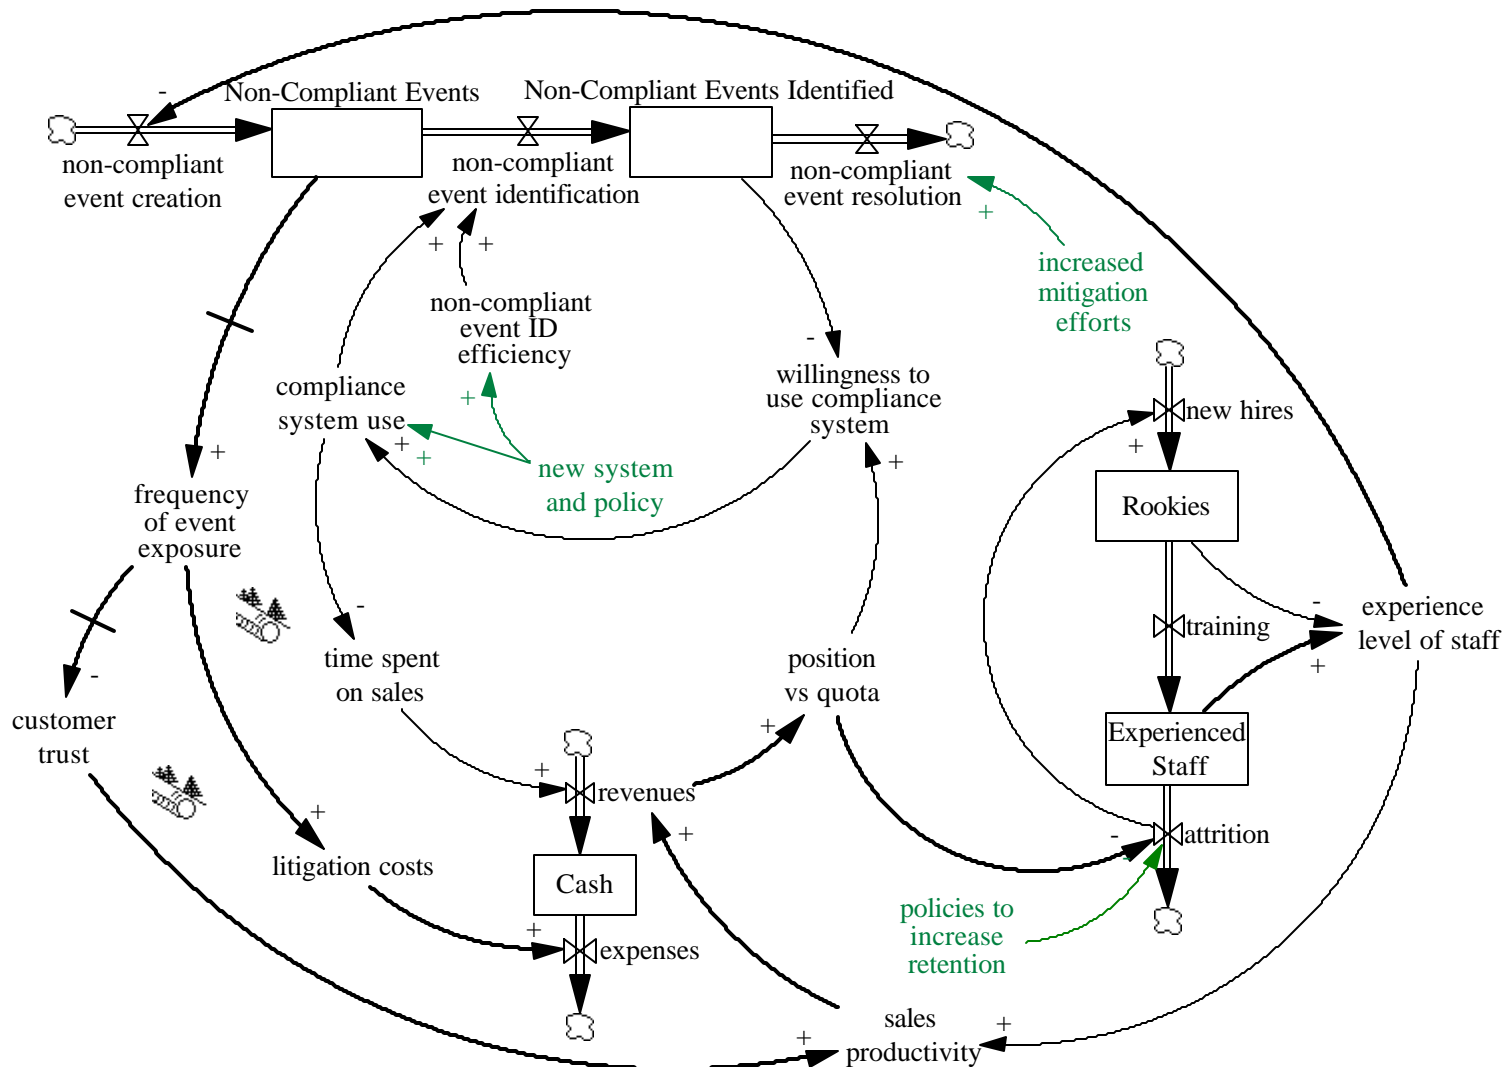 Non-Compliant Events
Non-Compliant Events Identified
-
non-compliant
event creation
non-compliant
event identification
non-compliant
event resolution
+
+
+
increased
mitigation
efforts
non-compliant
event ID
efficiency
-
willingness to
use compliance
system
compliance
system use
+
+
+
new system
and policy
+
new hires
+
Rookies
+
frequency
of event
exposure
-
experience
level of staff
+
training
-
time spent
on sales
position
vs quota
-
customer
trust
+
Experienced
Staff
+
revenues
+
-
attrition
+
litigation costs
Cash
policies to
increase
retention
+
expenses
sales
productivity
+
+